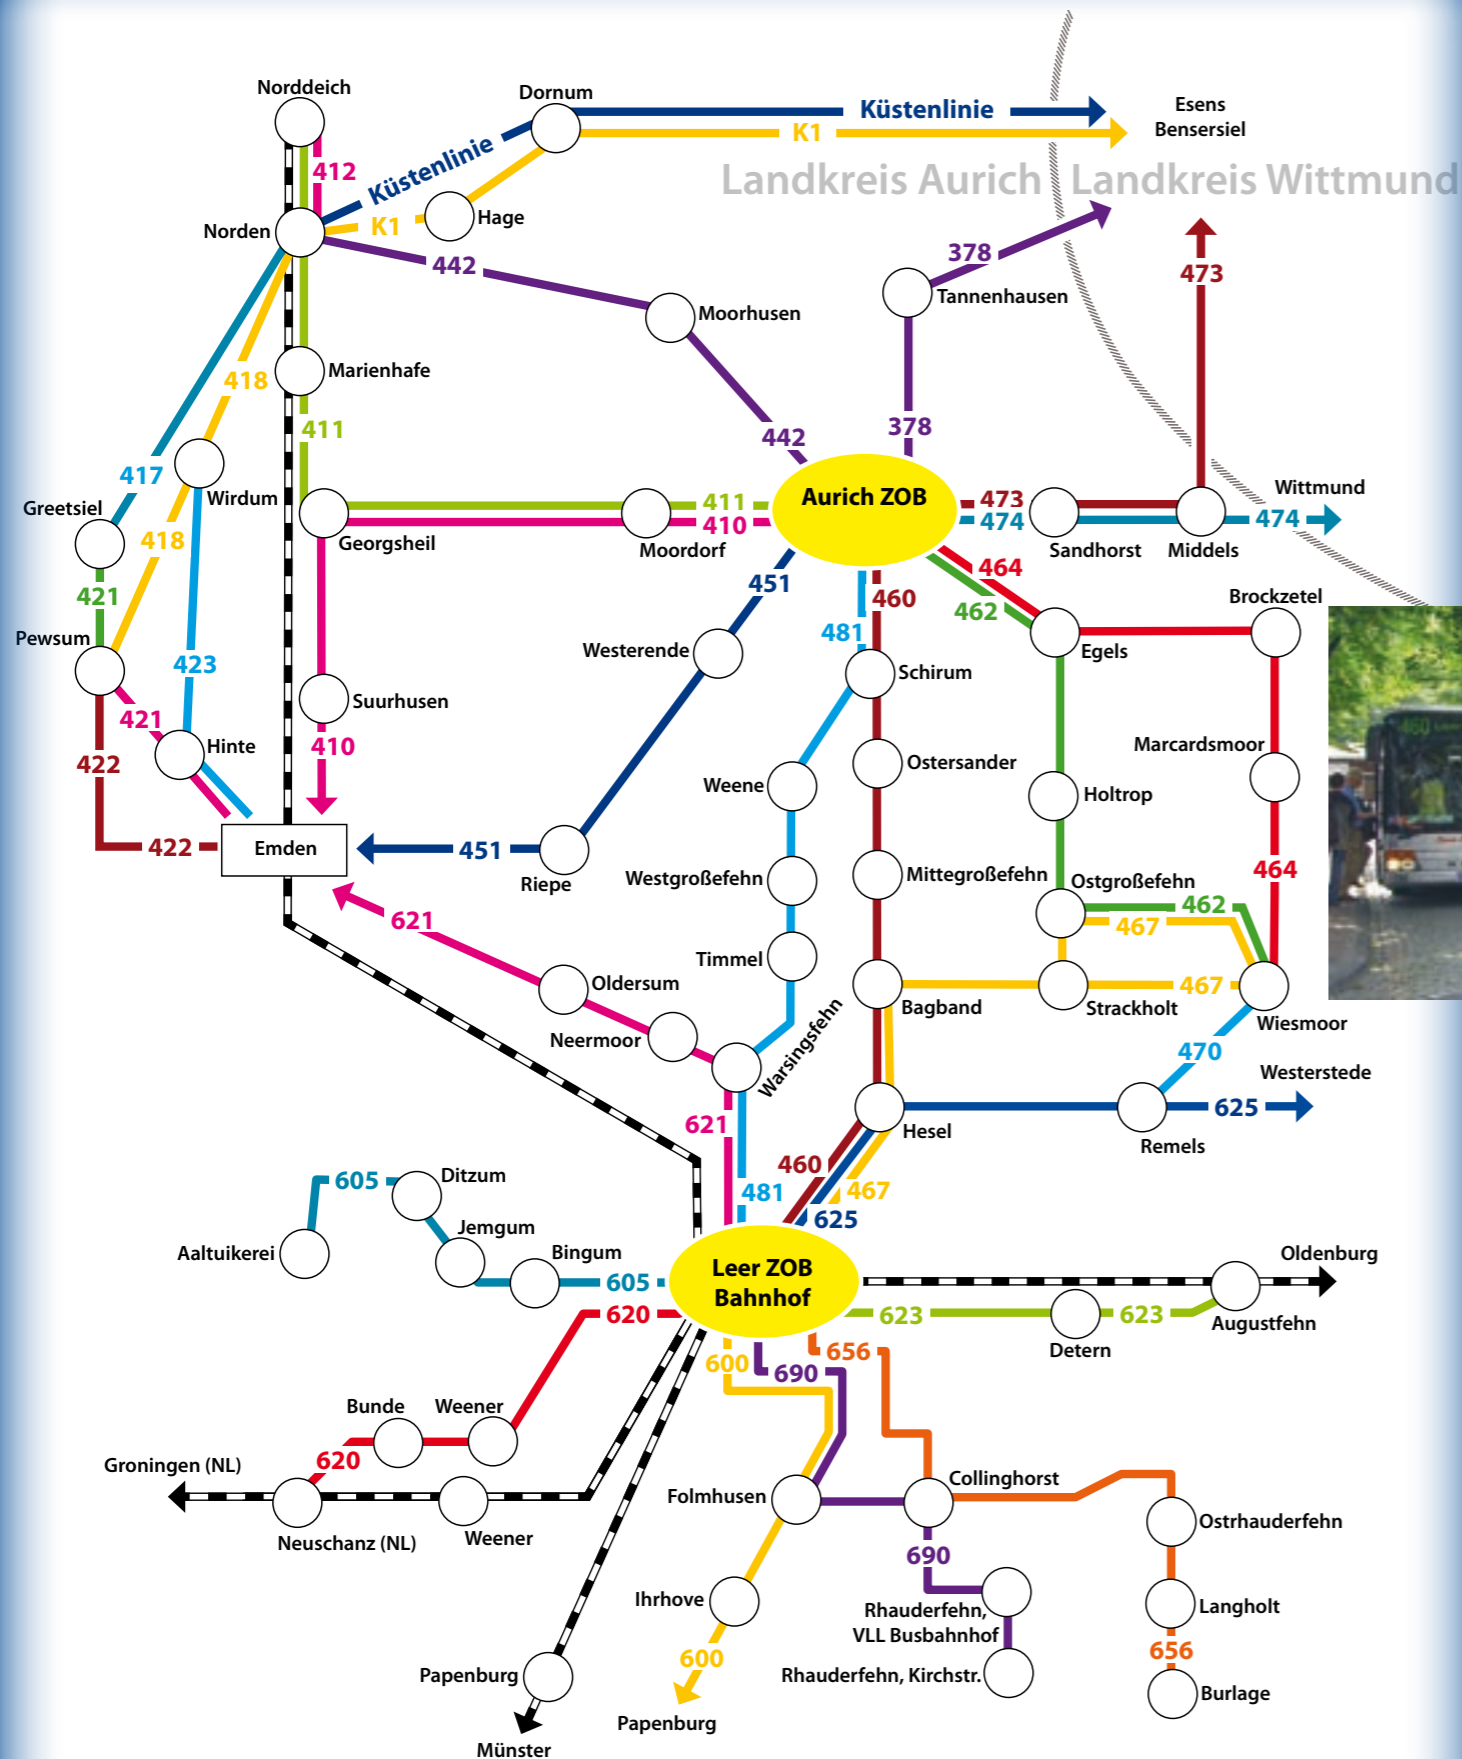 Norddeich
Dornum
Küstenlinie
Esens
Bensersiel
K1
412
Küstenlinie
Landkreis Aurich
Landkreis Wittmund
Norden
K1
Hage
442
378
Tannenhausen
473
Moorhusen
Marienhafe
418
411
442
378
417
Wirdum
Greetsiel
Aurich ZOB
411
410
473
474
Wittmund
474
418
Georgsheil
Moordorf
Sandhorst
Middels
421
451
460
464
462
Brockzetel
Pewsum
423
Westerende
481
Egels
Schirum
421
Suurhusen
Hinte
410
422
Marcardsmoor
Ostersander
Weene
Holtrop
422
Emden
451
Riepe
Westgroßefehn
Mittegroßefehn
Ostgroßefehn
464
462
467
621
Timmel
Oldersum
467
Bagband
Strackholt
Wiesmoor
Neermoor
Warsingsfehn
470
Westerstede
621
625
Hesel
Remels
460
481
467
625
605
Ditzum
Jemgum
Aaltuikerei
Bingum
605
Leer ZOB
Bahnhof
Oldenburg
620
623
623
Augustfehn
Detern
600
690
656
Bunde
Weener
620
Groningen (NL)
Neuschanz (NL)
Weener
Folmhusen
Collinghorst
Ostrhauderfehn
690
Ihrhove
Rhauderfehn,
VLL Busbahnhof
Langholt
600
656
Papenburg
Rhauderfehn, Kirchstr.
Burlage
Papenburg
Münster
460